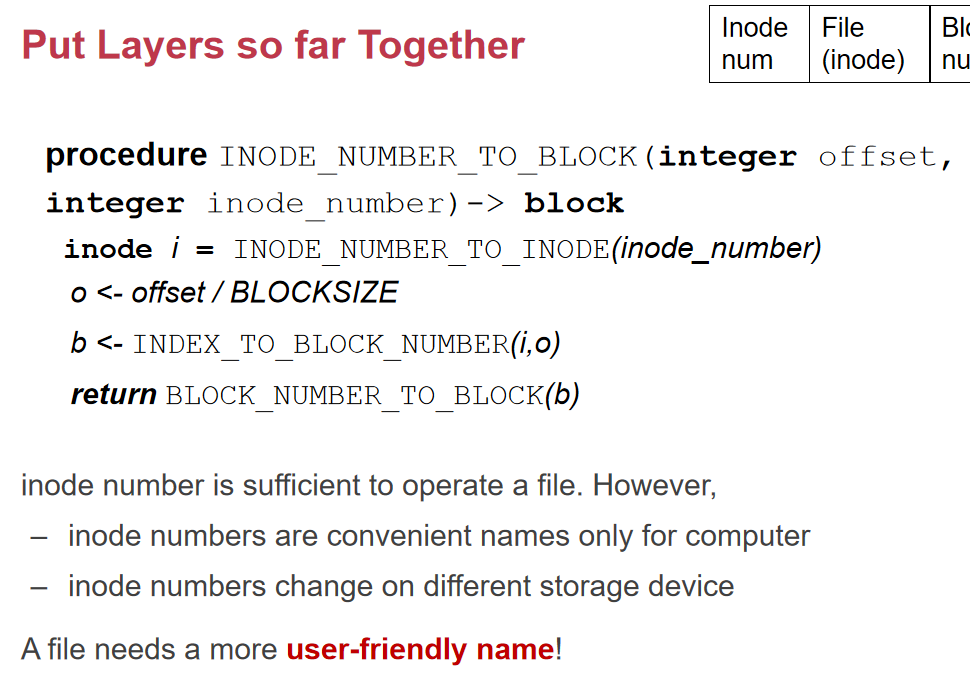 Put Layers so far Together
Inode num
File (inode)
procedure INODE_NUMBER_TO_BLOCK(integer offset,
integer inode_number)-> block
inode i = INODE_NUMBER_TO_INODE(inode_number)
o <- offset / BLOCKSIZE
b <- INDEX_TO_BLOCK_NUMBER(i,o)
return BLOCK_NUMBER_TO_BLOCK(b)
inode number is sufficient to operate a file. However,
– inode numbers are convenient names only for computer
– inode numbers change on different storage device
A file needs a more user-friendly name!